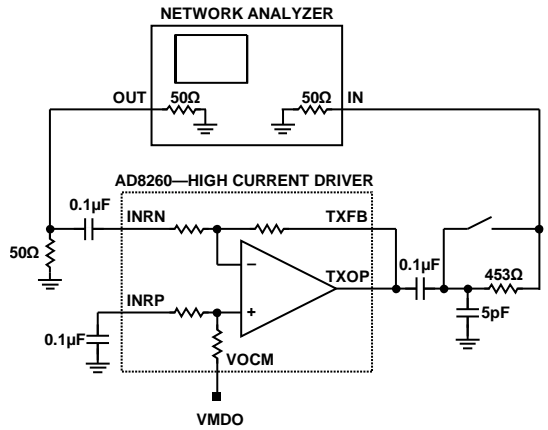 NETWORK ANALYZER
OUT
50Ω
50Ω
IN
AD8260—HIGH CURRENT DRIVER
0.1µF
INRN
TXFB
50Ω
TXOP
0.1µF
453Ω
INRP
5pF
0.1µF
VOCM
VMDO
−
+